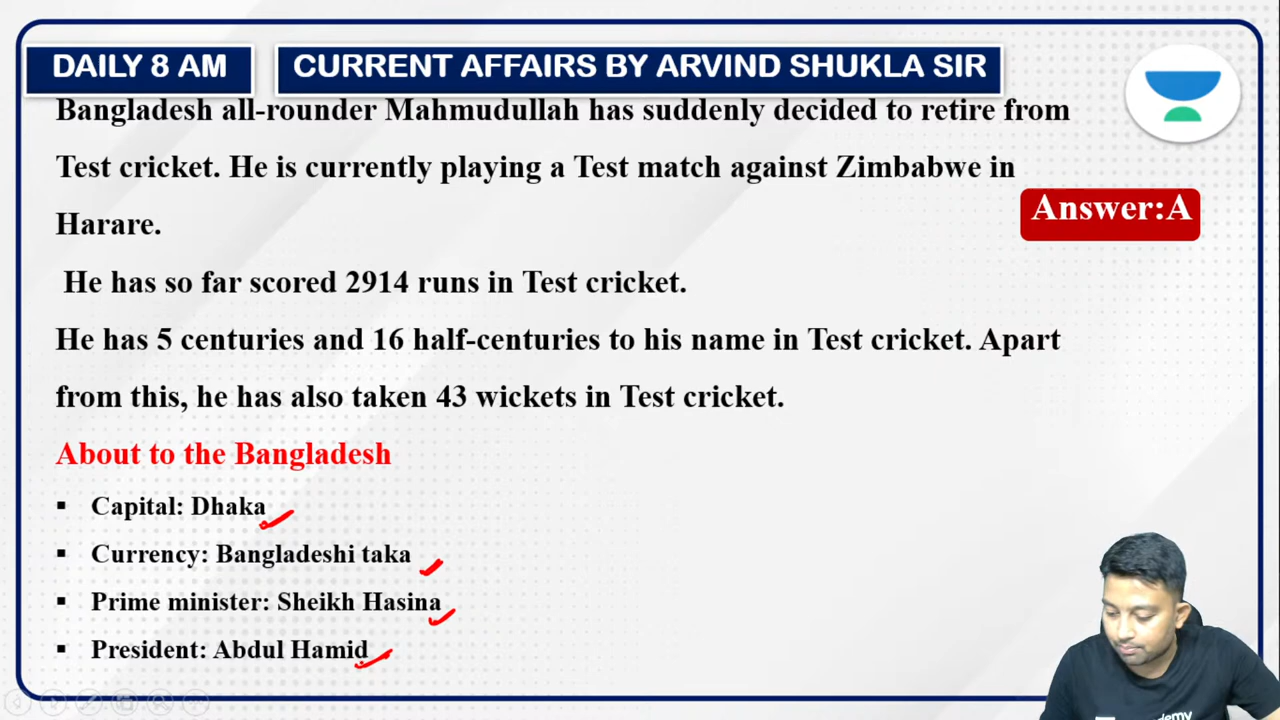 DAILY 8 AM
CURRENT AFFAIRS BY ARVIND SHUKLA SIR
Bangladesh all-rounder Mahmudullah has suddenly decided to retire from
Test cricket. He is currently playing a Test match against Zimbabwe in
Harare.
Answer:A
He has so far scored 2914 runs in Test cricket.
He has 5 centuries and 16 half-centuries to his name in Test cricket. Apart
from this, he has also taken 43 wickets in Test cricket.
About to the Bangladesh
▪ Capital: Dhaka
▪ Currency: Bangladeshi taka
▪ Prime minister: Sheikh Hasina
▪ President: Abdul Hamid